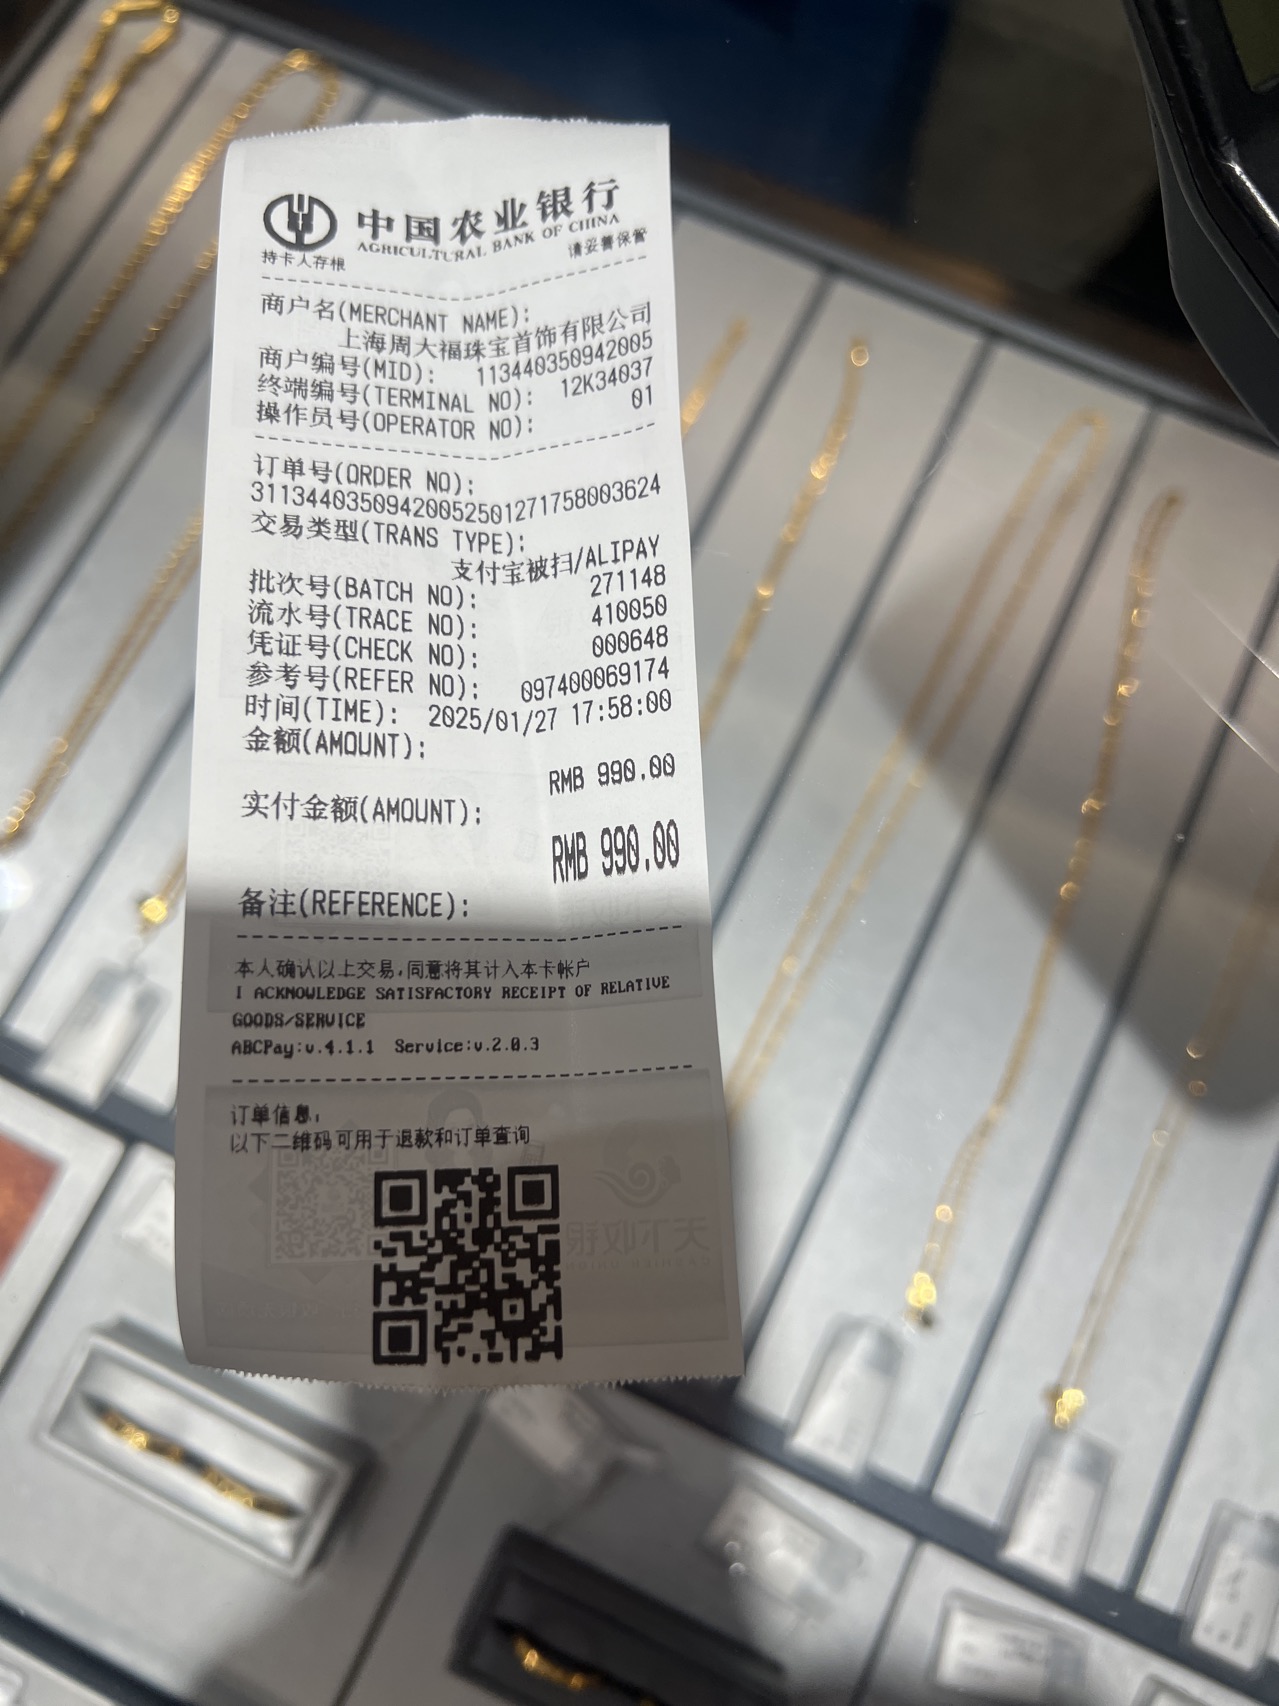 中国农业银行
AGRICULTURAL BANK OF CHINA
持卡人存根 请妥善保管
商户名(MERCHANT NAME):
上海周大福珠宝首饰有限公司
商户编号(MID): 113440350942005
终端编号(TERMINAL NO): 12K34037
操作员号(OPERATOR NO): 01
订单号(ORDER NO):
31134403509420052501271758003624
交易类型(TRANS TYPE):
支付宝被扫/ALIPAY
批次号(BATCH NO): 271148
流水号(TRACE NO): 410050
凭证号(CHECK NO): 000648
参考号(REFER NO): 097400069174
时间(TIME): 2025/01/27 17:58:00
金额(AMOUNT):
RMB 990.00
实付金额(AMOUNT):
RMB 990.00
备注(REFERENCE):
本人确认以上交易,同意将其计入本卡帐户
I ACKNOWLEDGE SATISFACTORY RECEIPT OF RELATIVE
GOODS/SERVICE
ABCPay:v.4.1.1 Service:v.2.0.3
订单信息:
以下二维码可用于退款和订单查询